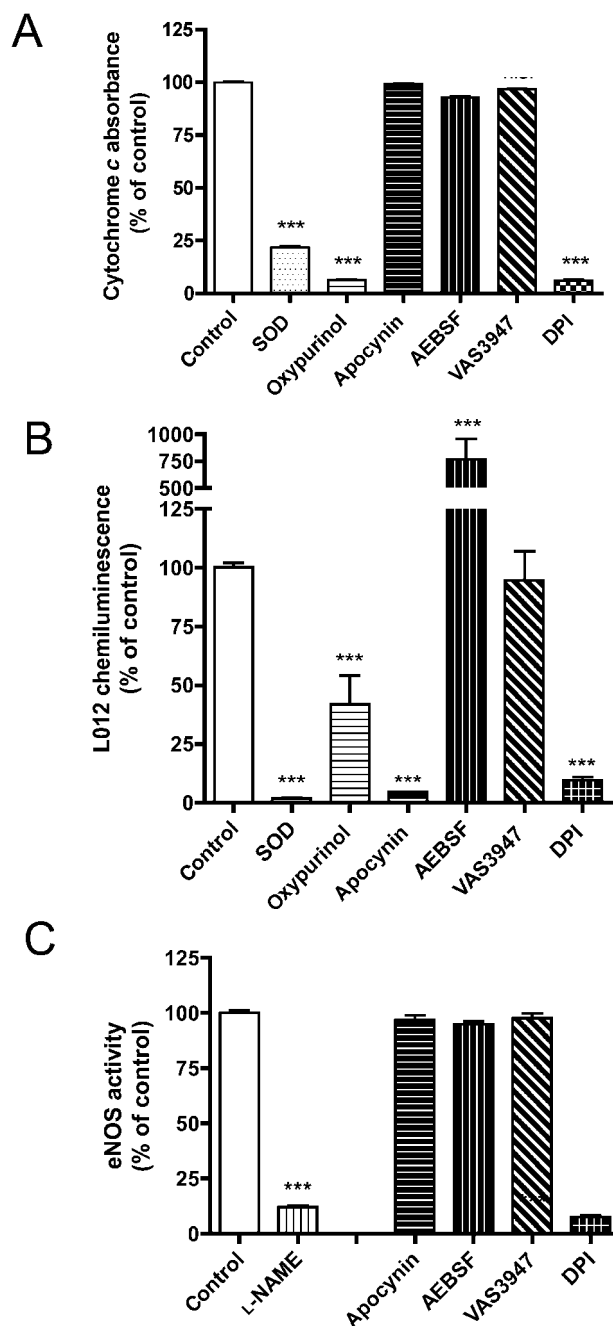 A
Cytochrome c absorbance
(% of control)
125
100
75
50
25
0
***
***
***
Control
SOD
Oxypurinol
Apocynin
AEBSF
VAS3947
DPI
B
L012 chemiluminescence
(% of control)
1000
750
500
125
100
75
50
25
0
***
***
***
***
***
Control
SOD
Oxypurinol
Apocynin
AEBSF
VAS3947
DPI
C
eNOS activity
(% of control)
125
100
75
50
25
0
***
Control
L-NAME
Apocynin
AEBSF
VAS3947
DPI